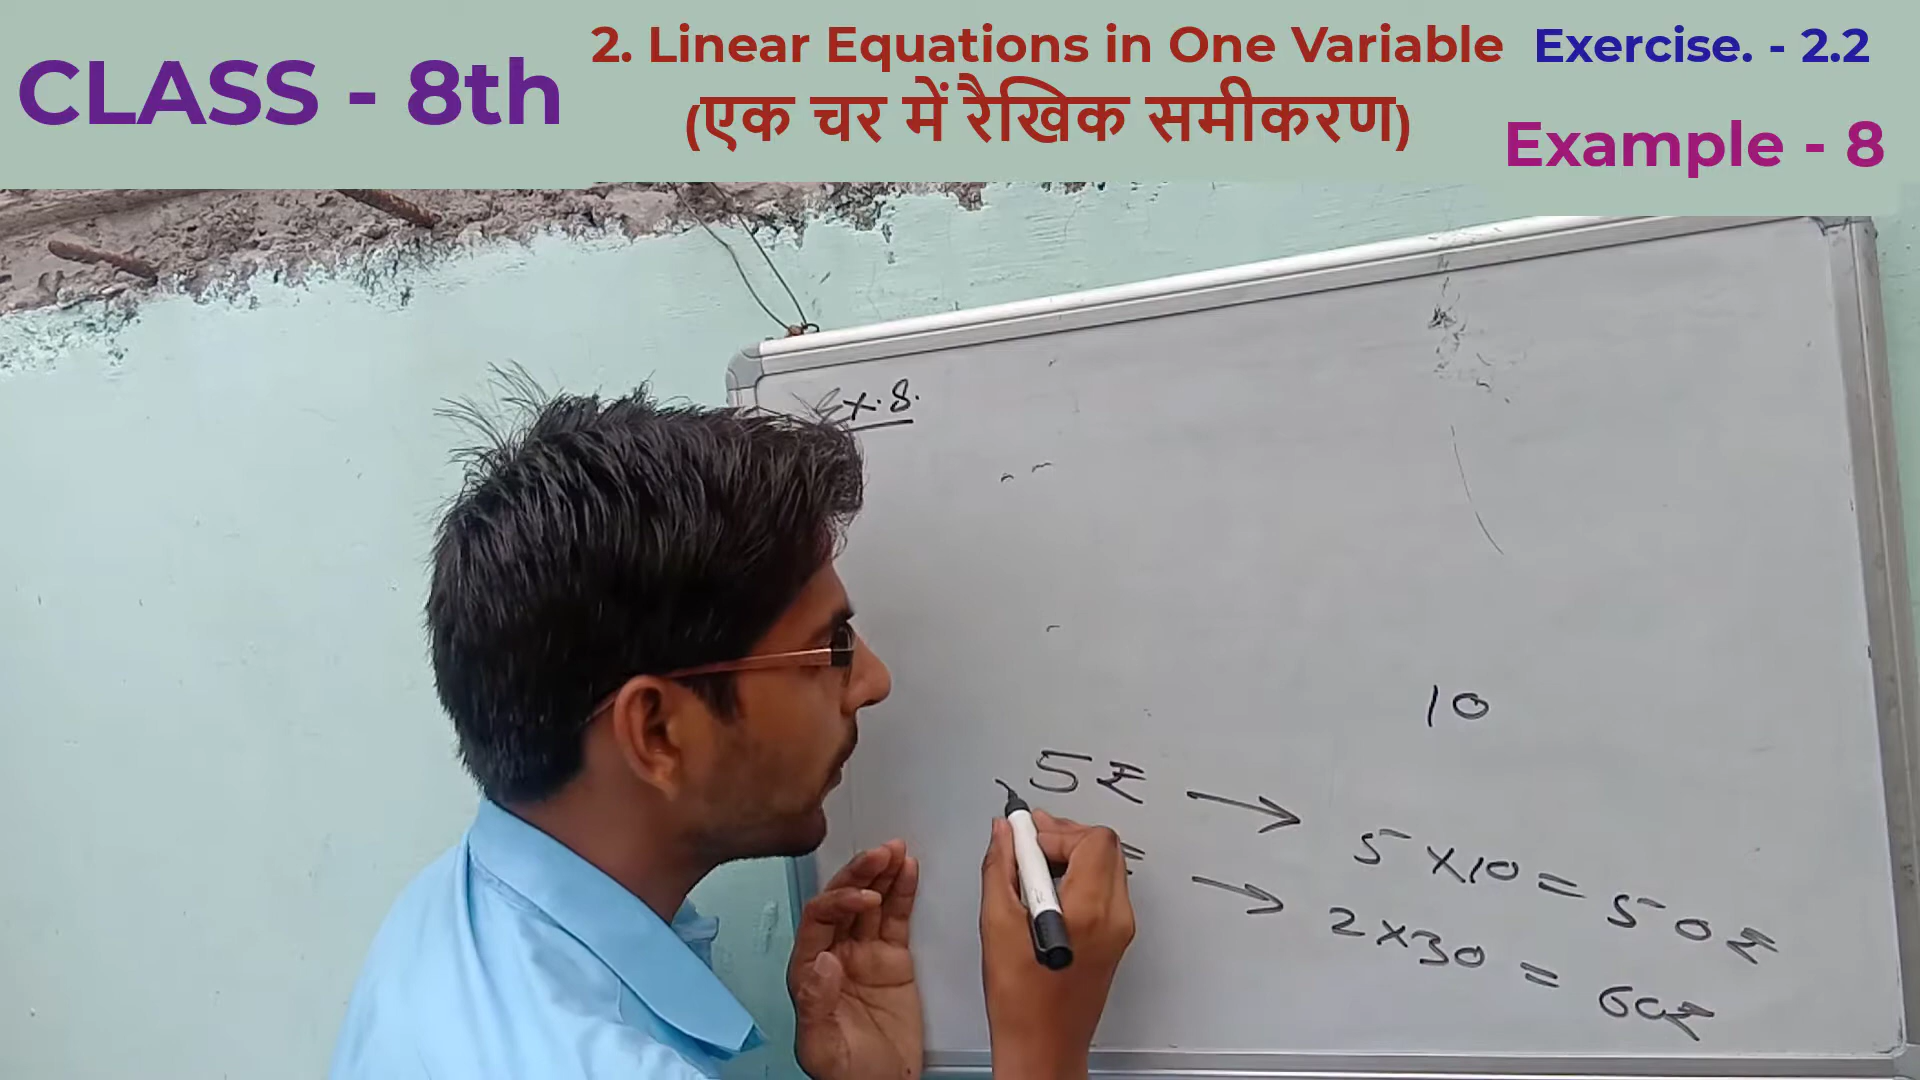 CLASS - 8th
2. Linear Equations in One Variable
(एक चर में रैखिक समीकरण)
Exercise. - 2.2
Example - 8
Ex.8.
10
5₹ → 5×10 = 50₹
₹ → 2×30 = 60₹